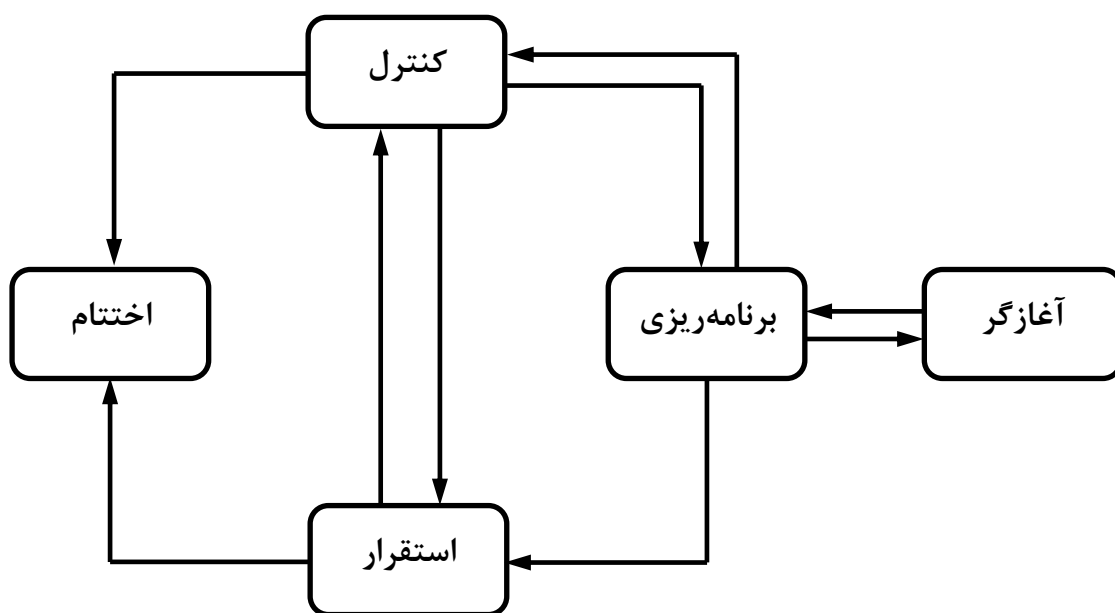 کنترل
آغازگر
برنامه‌ریزی
اختتام
استقرار